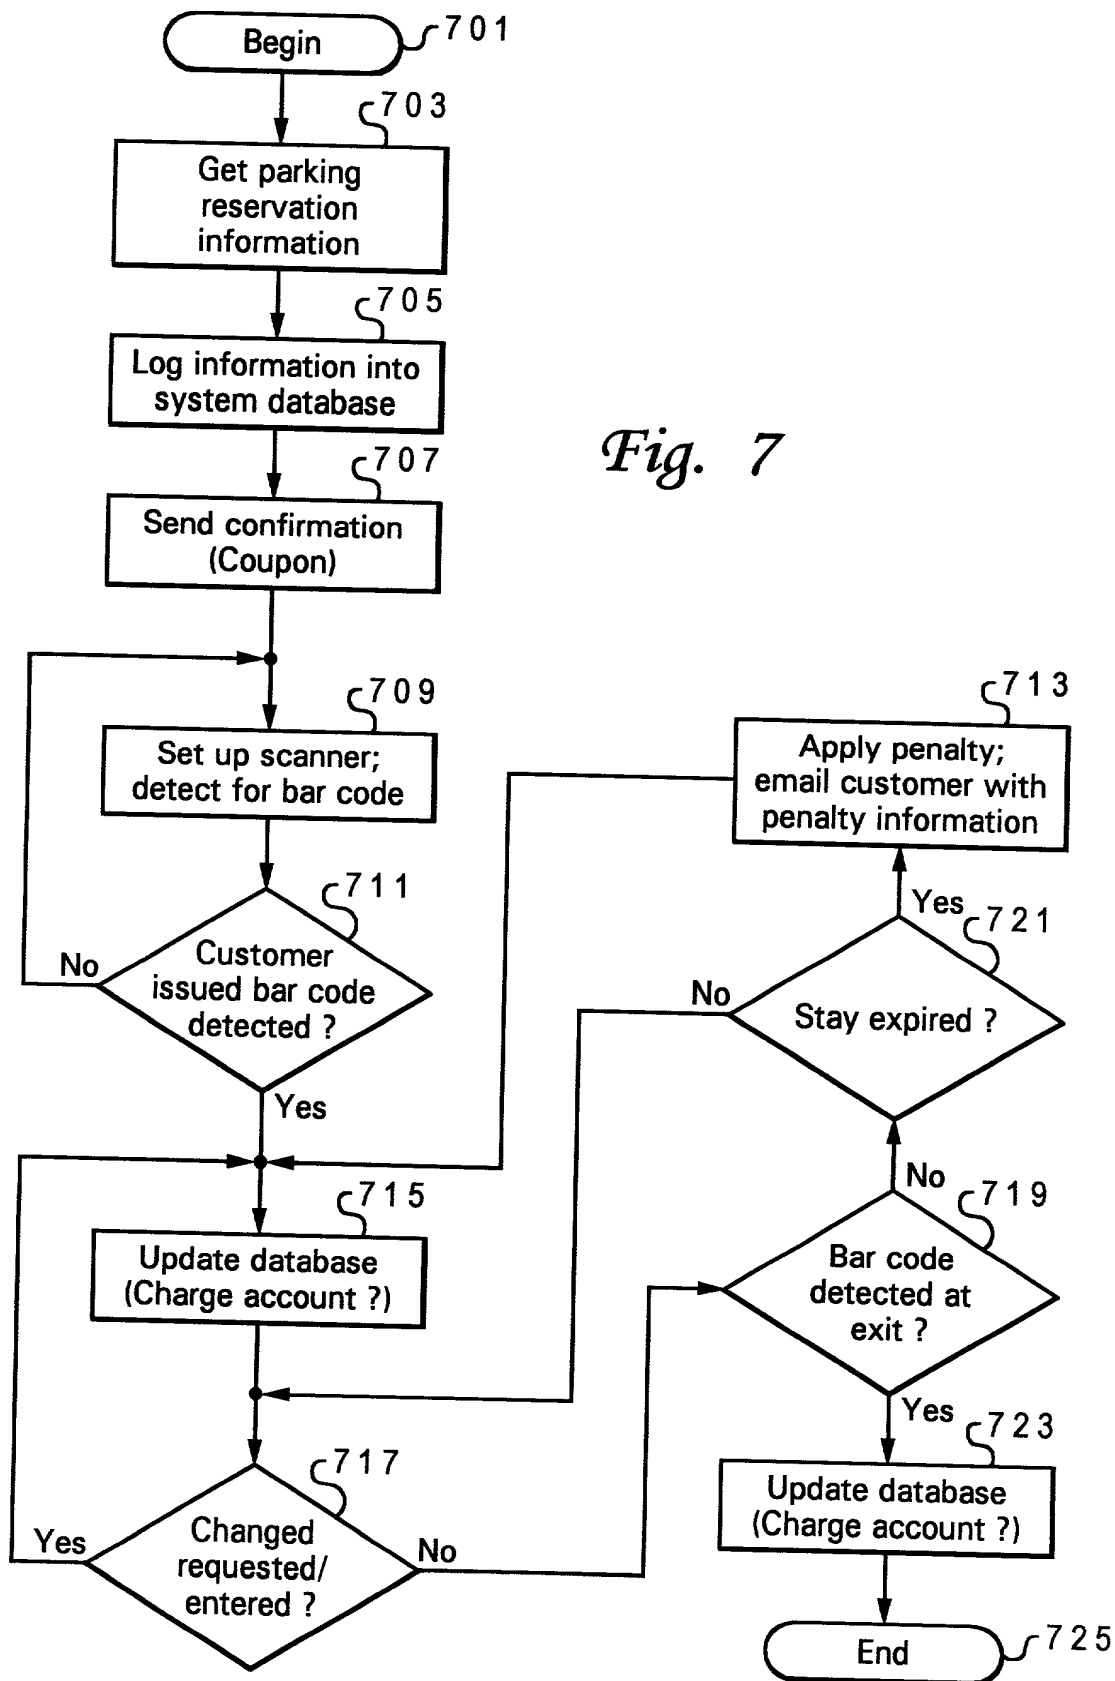 Begin
701
703
Get parking
reservation
information
705
Log information into
system database
Fig. 7
707
Send confirmation
(Coupon)
709
Set up scanner;
detect for bar code
711
Customer
issued bar code
detected ?
No
Yes
715
Update database
(Charge account ?)
717
Changed
requested/
entered ?
Yes
No
713
Apply penalty;
email customer with
penalty information
Yes
721
Stay expired ?
No
No
719
Bar code
detected at
exit ?
Yes
723
Update database
(Charge account ?)
End
725